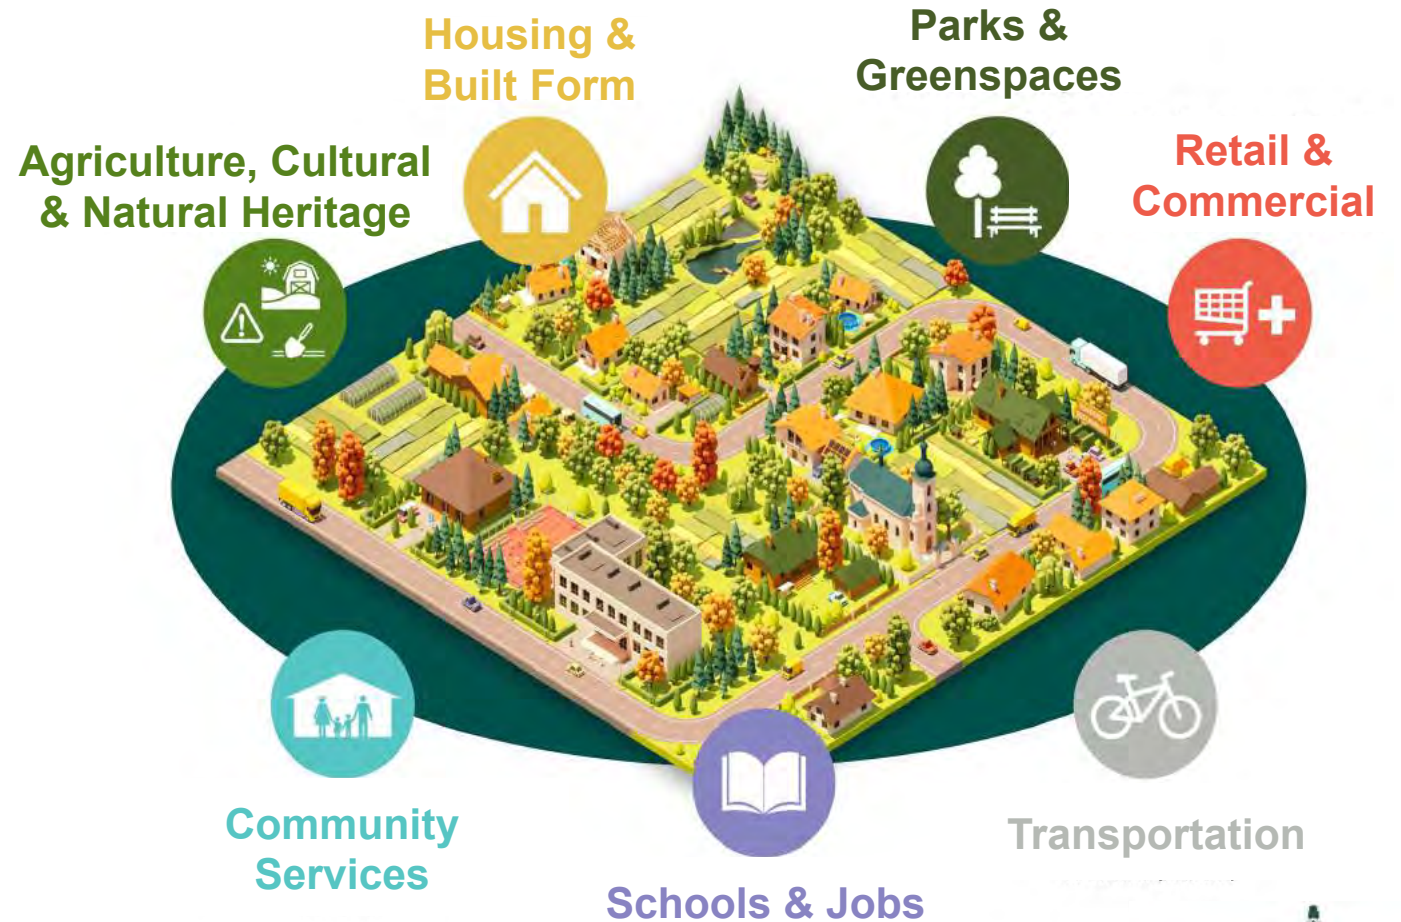 Housing &
Built Form
Parks &
Greenspaces
Agriculture, Cultural
& Natural Heritage
Retail &
Commercial
Community
Services
Transportation
Schools & Jobs